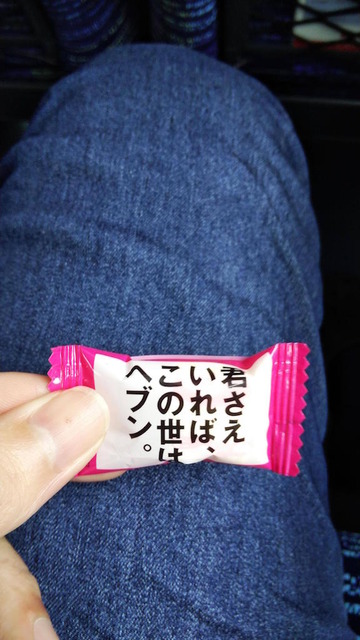 君さえ
いれば、
この世は
ヘブン。